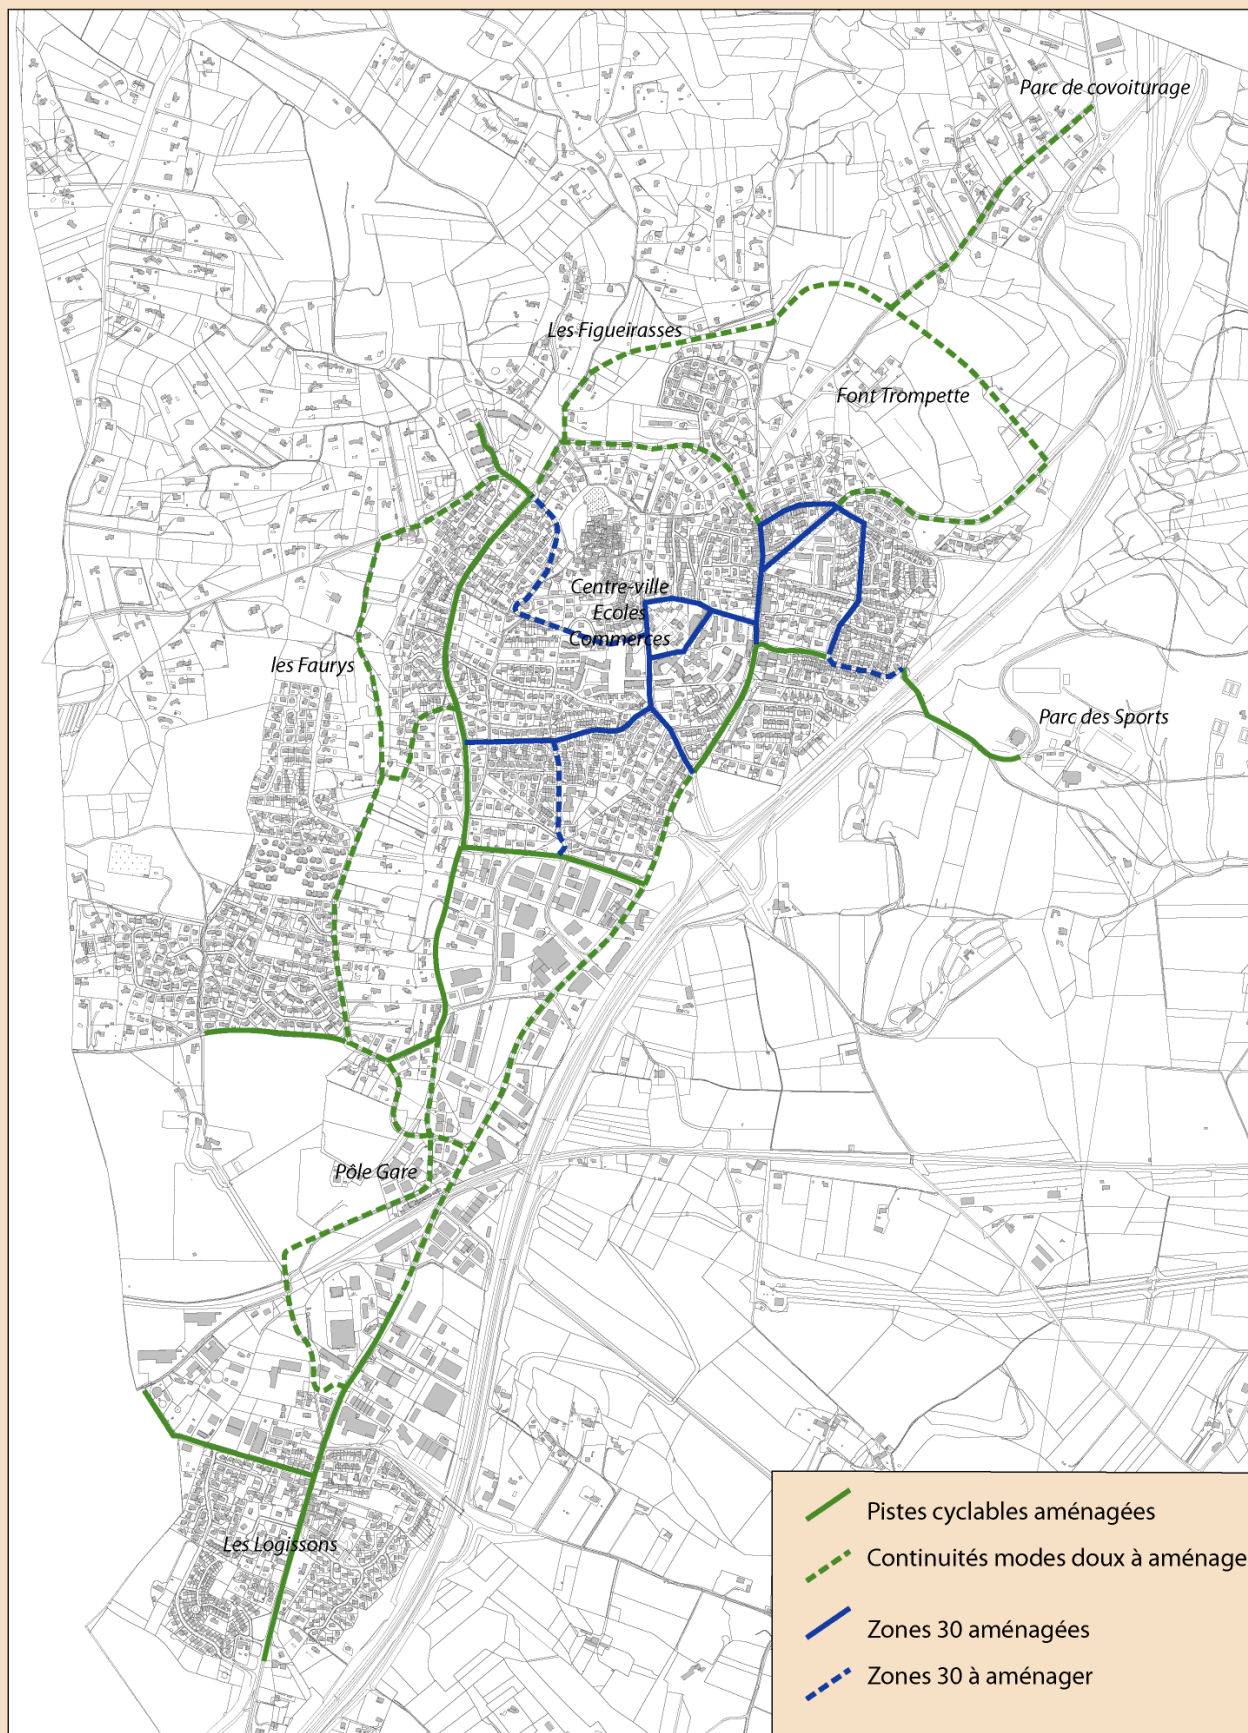 Parc de covoiturage
Les Figueirasses
Font Trompette
Centre-ville
Ecoles
Commerces
les Faurys
Parc des Sports
Pôle Gare
Les Logissons
Pistes cyclables aménagées
Continuités modes doux à aménage
Zones 30 aménagées
Zones 30 à aménager